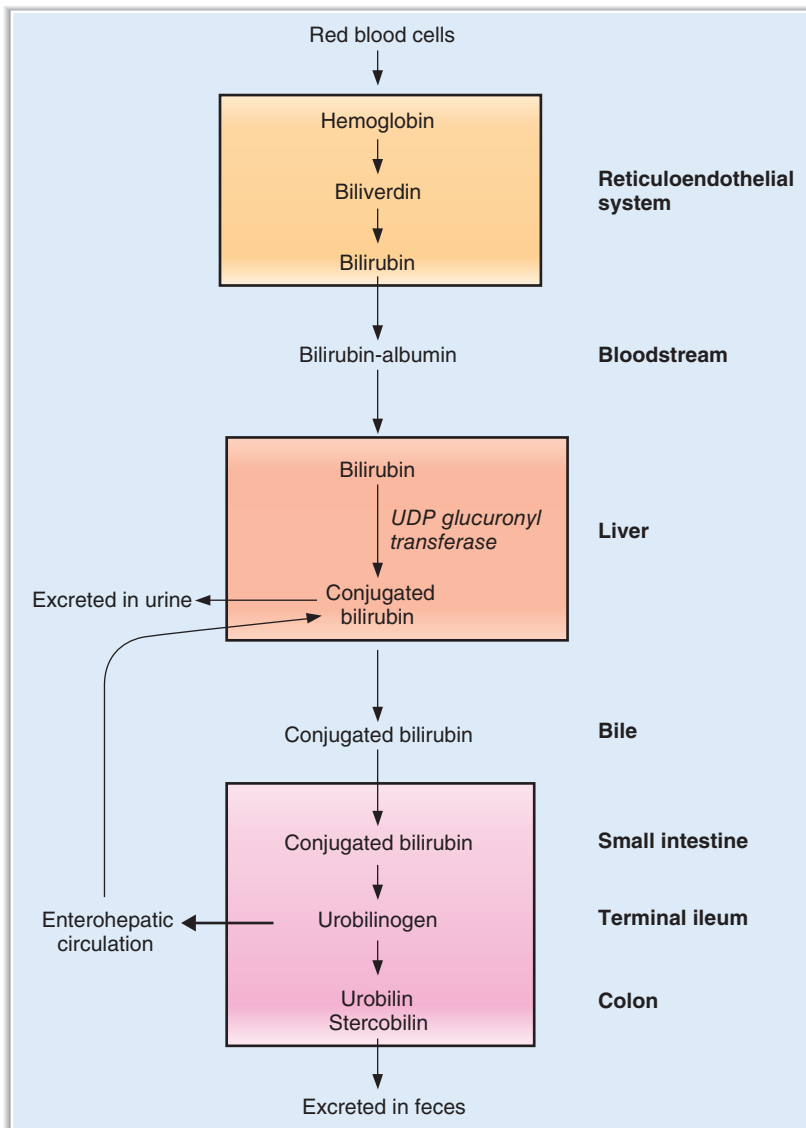 Red blood cells
Hemoglobin
Biliverdin
Bilirubin
Reticuloendothelial
system
Bilirubin-albumin
Bloodstream
Bilirubin
UDP glucuronyl
transferase
Liver
Excreted in urine
Conjugated
bilirubin
Conjugated bilirubin
Bile
Conjugated bilirubin
Small intestine
Enterohepatic
circulation
Urobilinogen
Terminal ileum
Urobilin
Stercobilin
Colon
Excreted in feces